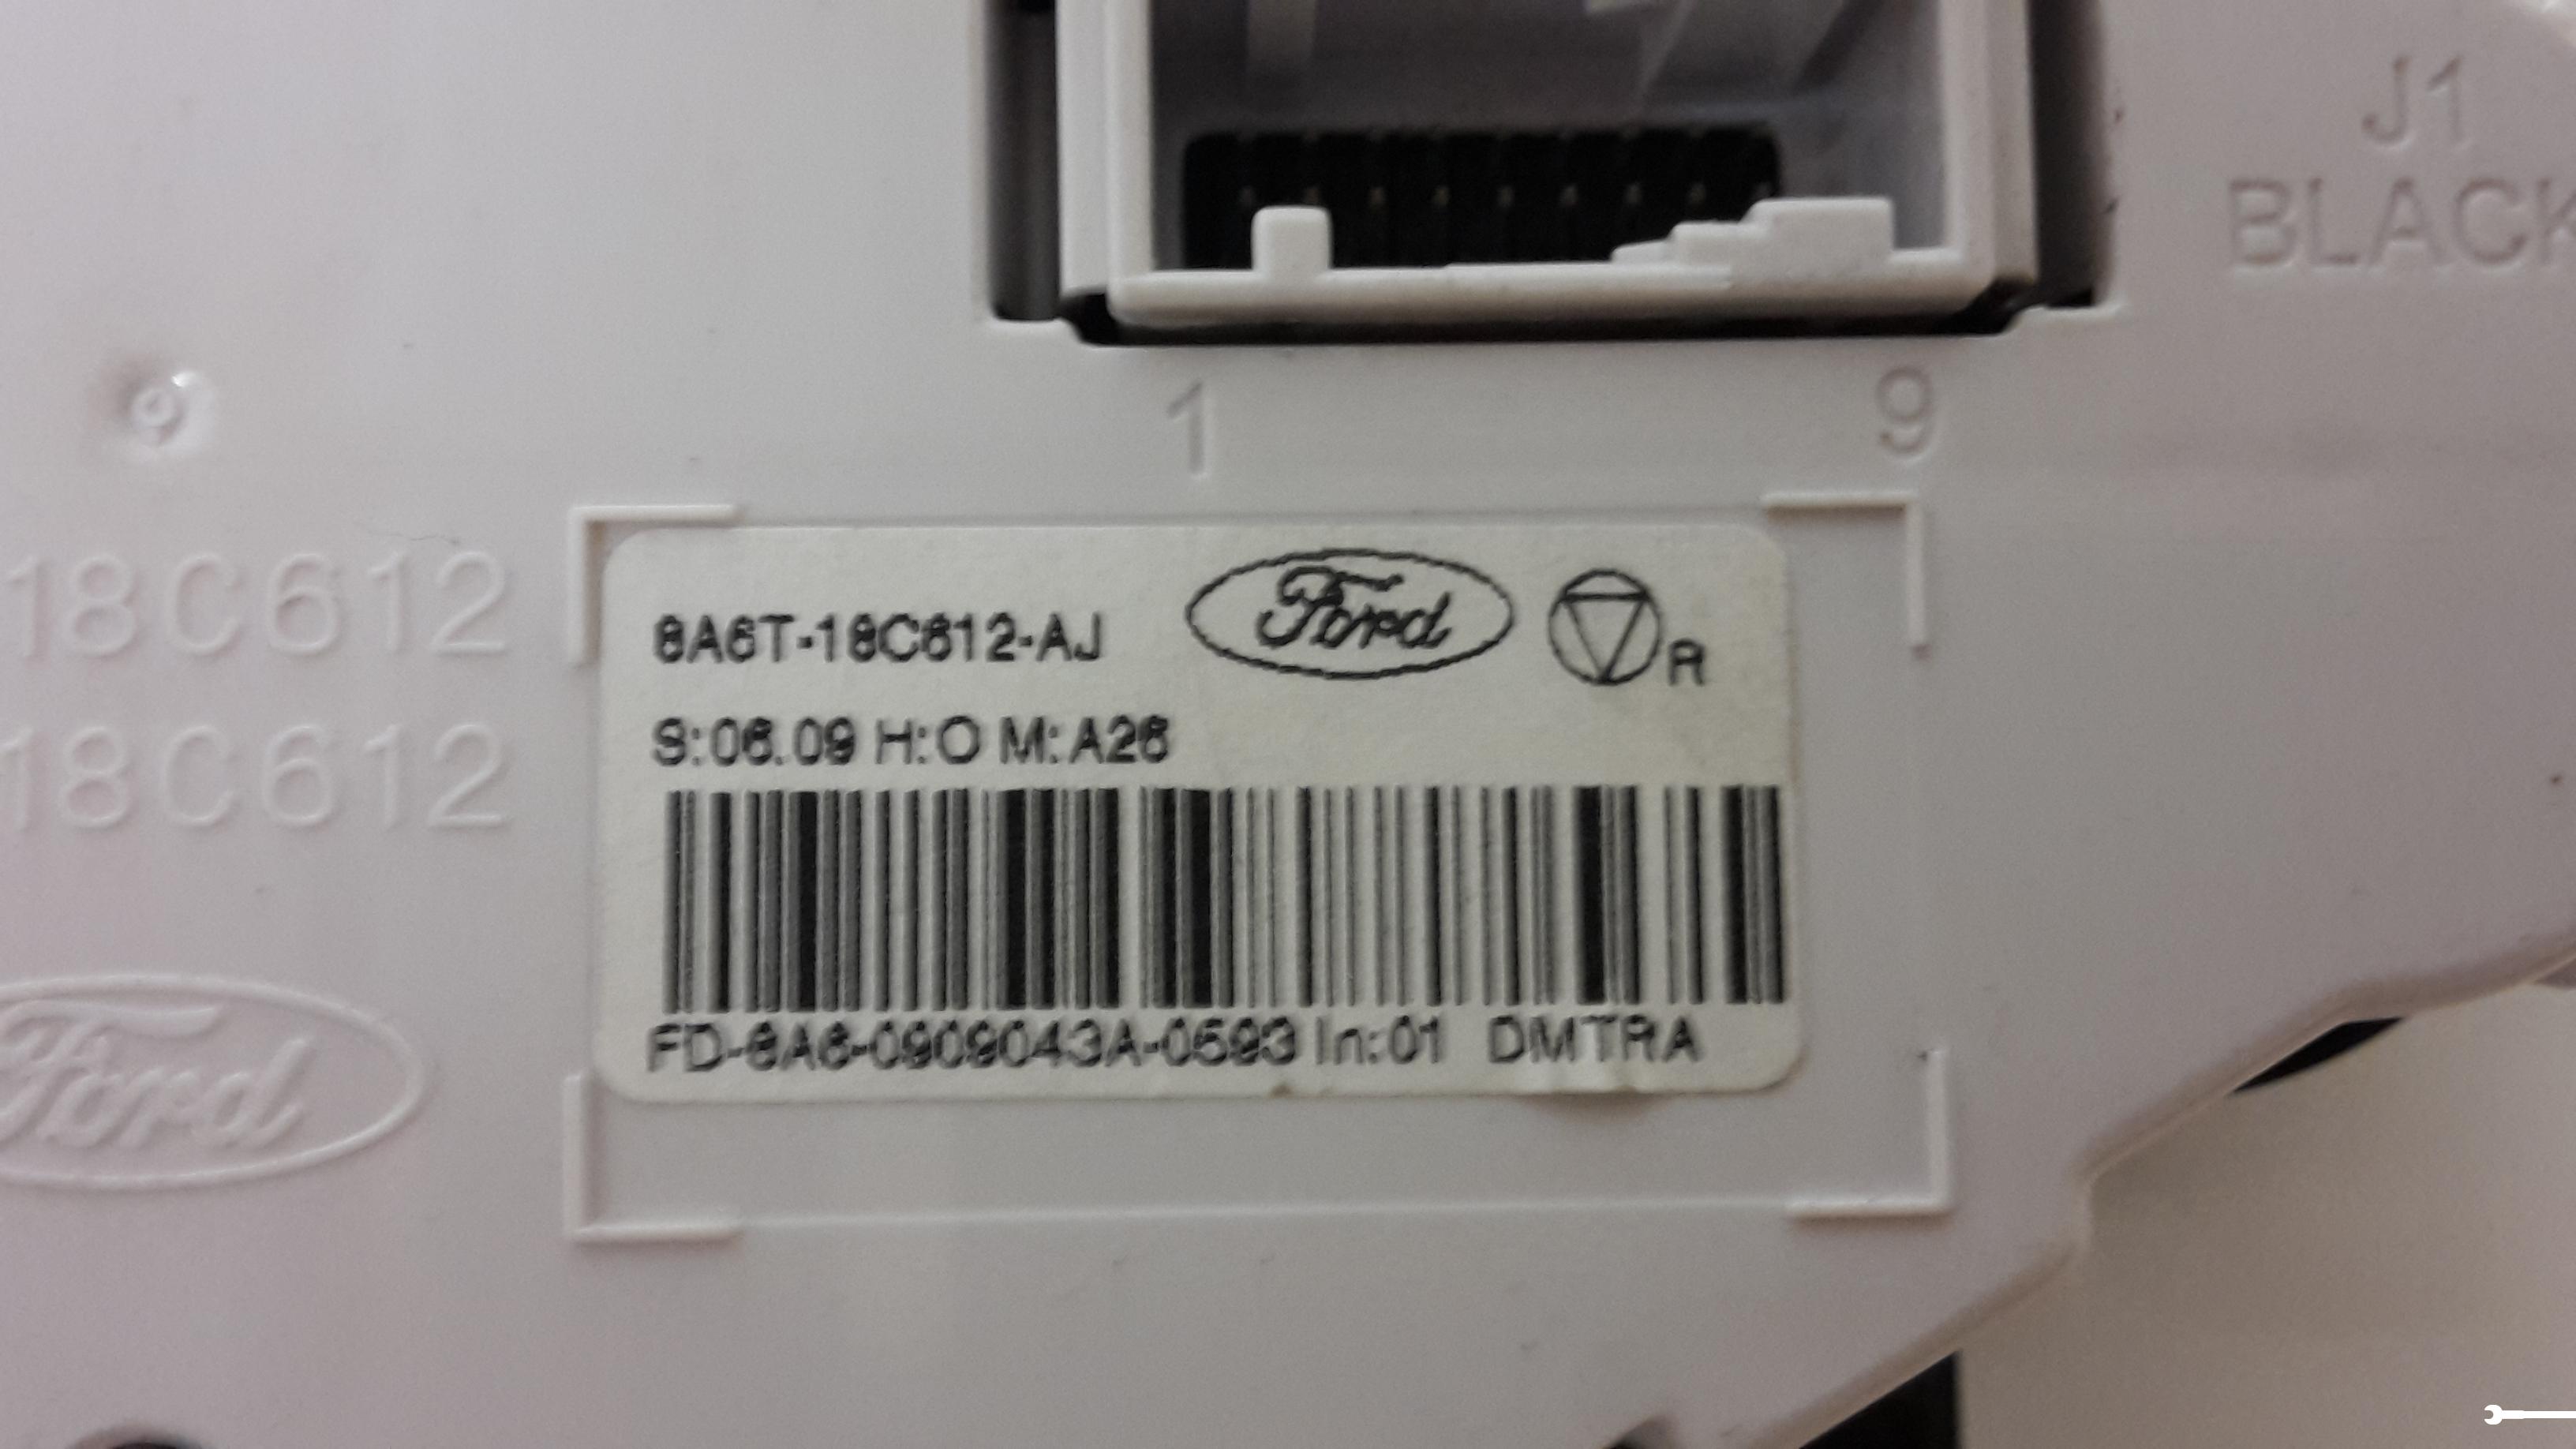 J1
BLACK
1 9
18C612
18C612
8A6T-18C612-AJ
Ford
R
S:06.09 H:O M:A26
FD-8A6-0909043A-0593 In:01 DMTRA
Ford